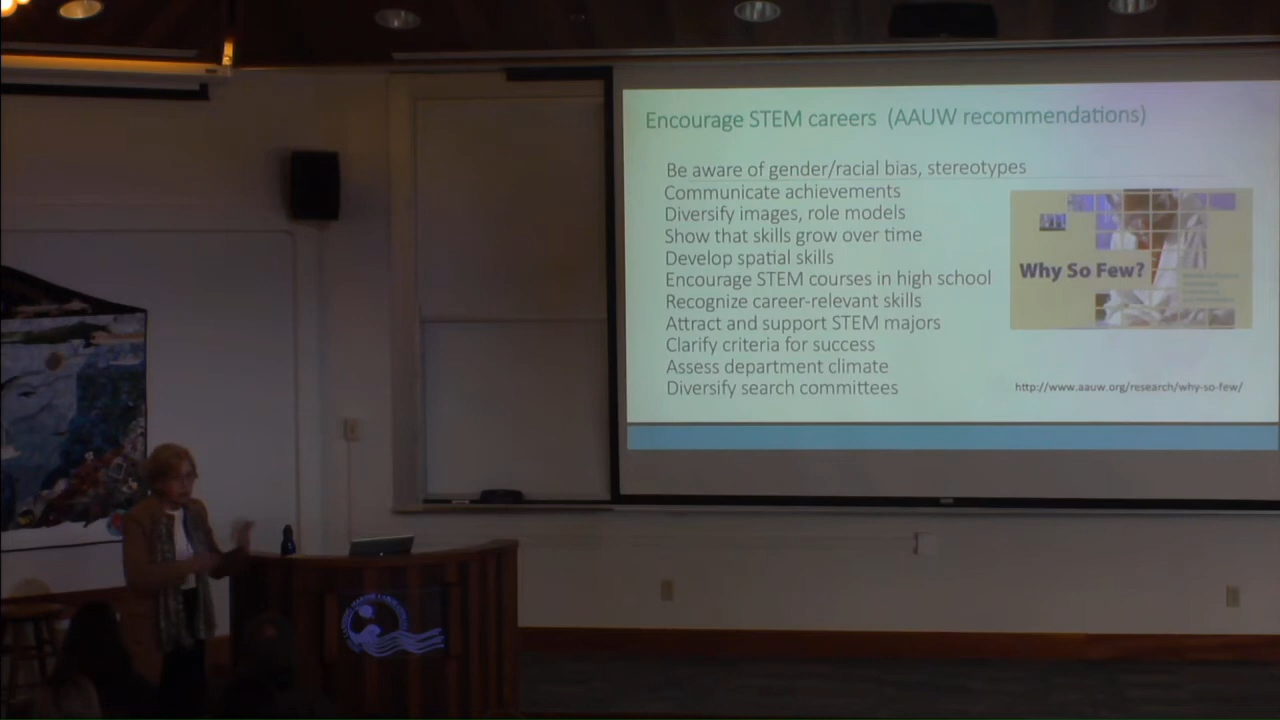 Encourage STEM careers (AAUW recommendations)
Be aware of gender/racial bias, stereotypes
Communicate achievements
Diversify images, role models
Show that skills grow over time
Develop spatial skills
Encourage STEM courses in high school
Recognize career-relevant skills
Attract and support STEM majors
Clarify criteria for success
Assess department climate
Diversify search committees
Why So Few?
http://www.aauw.org/research/why-so-few/